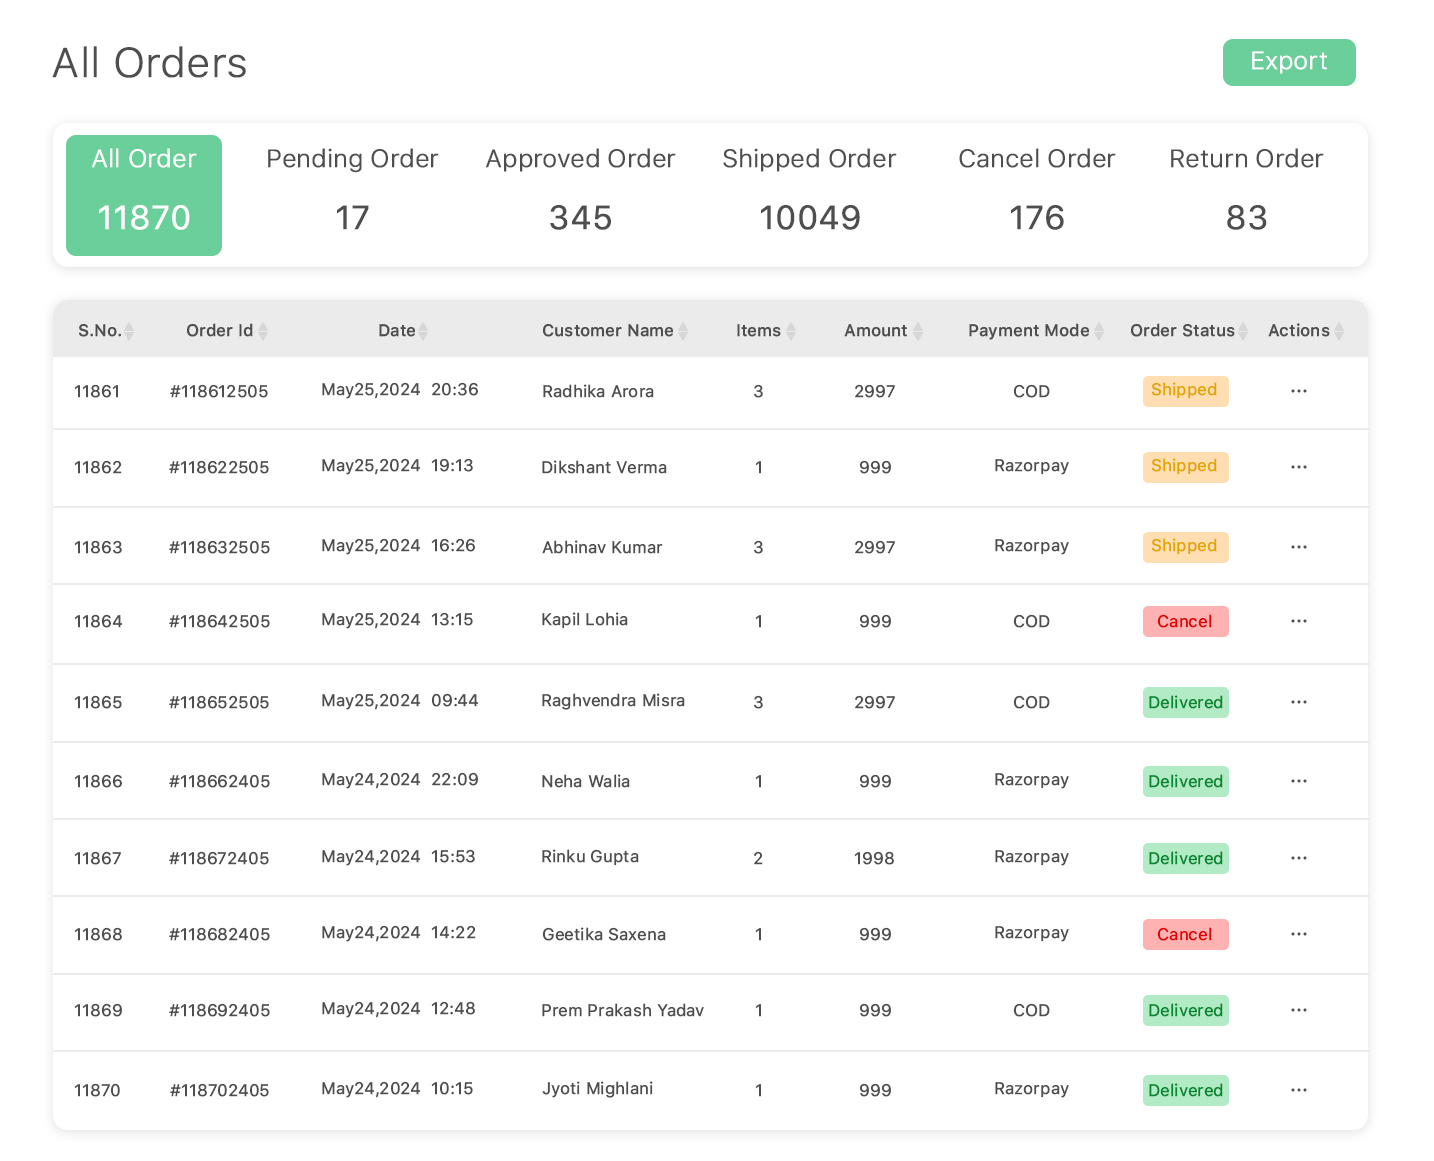 All Orders Export
All Order Pending Order Approved Order Shipped Order Cancel Order Return Order
11870 17 345 10049 176 83
S.No. Order Id Date Customer Name Items Amount Payment Mode Order Status Actions
11861 #118612505 May25,2024 20:36 Radhika Arora 3 2997 COD Shipped ...
11862 #118622505 May25,2024 19:13 Dikshant Verma 1 999 Razorpay Shipped ...
11863 #118632505 May25,2024 16:26 Abhinav Kumar 3 2997 Razorpay Shipped ...
11864 #118642505 May25,2024 13:15 Kapil Lohia 1 999 COD Cancel ...
11865 #118652505 May25,2024 09:44 Raghvendra Misra 3 2997 COD Delivered ...
11866 #118662405 May24,2024 22:09 Neha Walia 1 999 Razorpay Delivered ...
11867 #118672405 May24,2024 15:53 Rinku Gupta 2 1998 Razorpay Delivered ...
11868 #118682405 May24,2024 14:22 Geetika Saxena 1 999 Razorpay Cancel ...
11869 #118692405 May24,2024 12:48 Prem Prakash Yadav 1 999 COD Delivered ...
11870 #118702405 May24,2024 10:15 Jyoti Mighlani 1 999 Razorpay Delivered ...